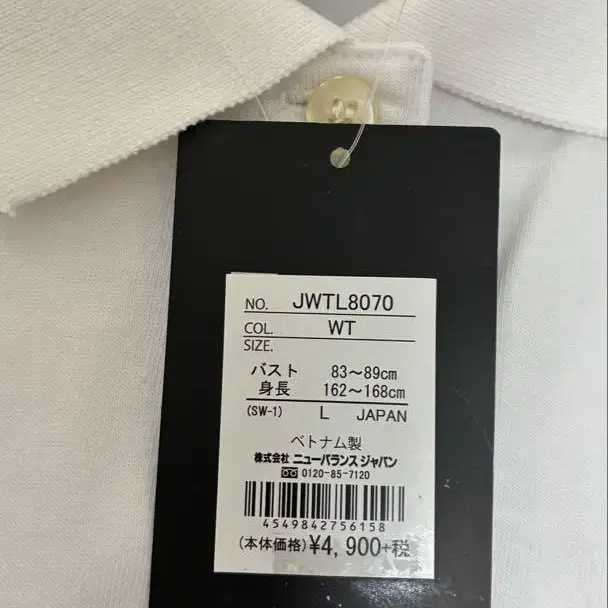 NO. JWTL8070
COL. WT
SIZE.
バスト 83~89cm
身長 162~168cm
(SW-1) L JAPAN
ベトナム製
株式会社 ニューバランス ジャパン
0120-85-7120
4549842756158
(本体価格) ¥4,900+税